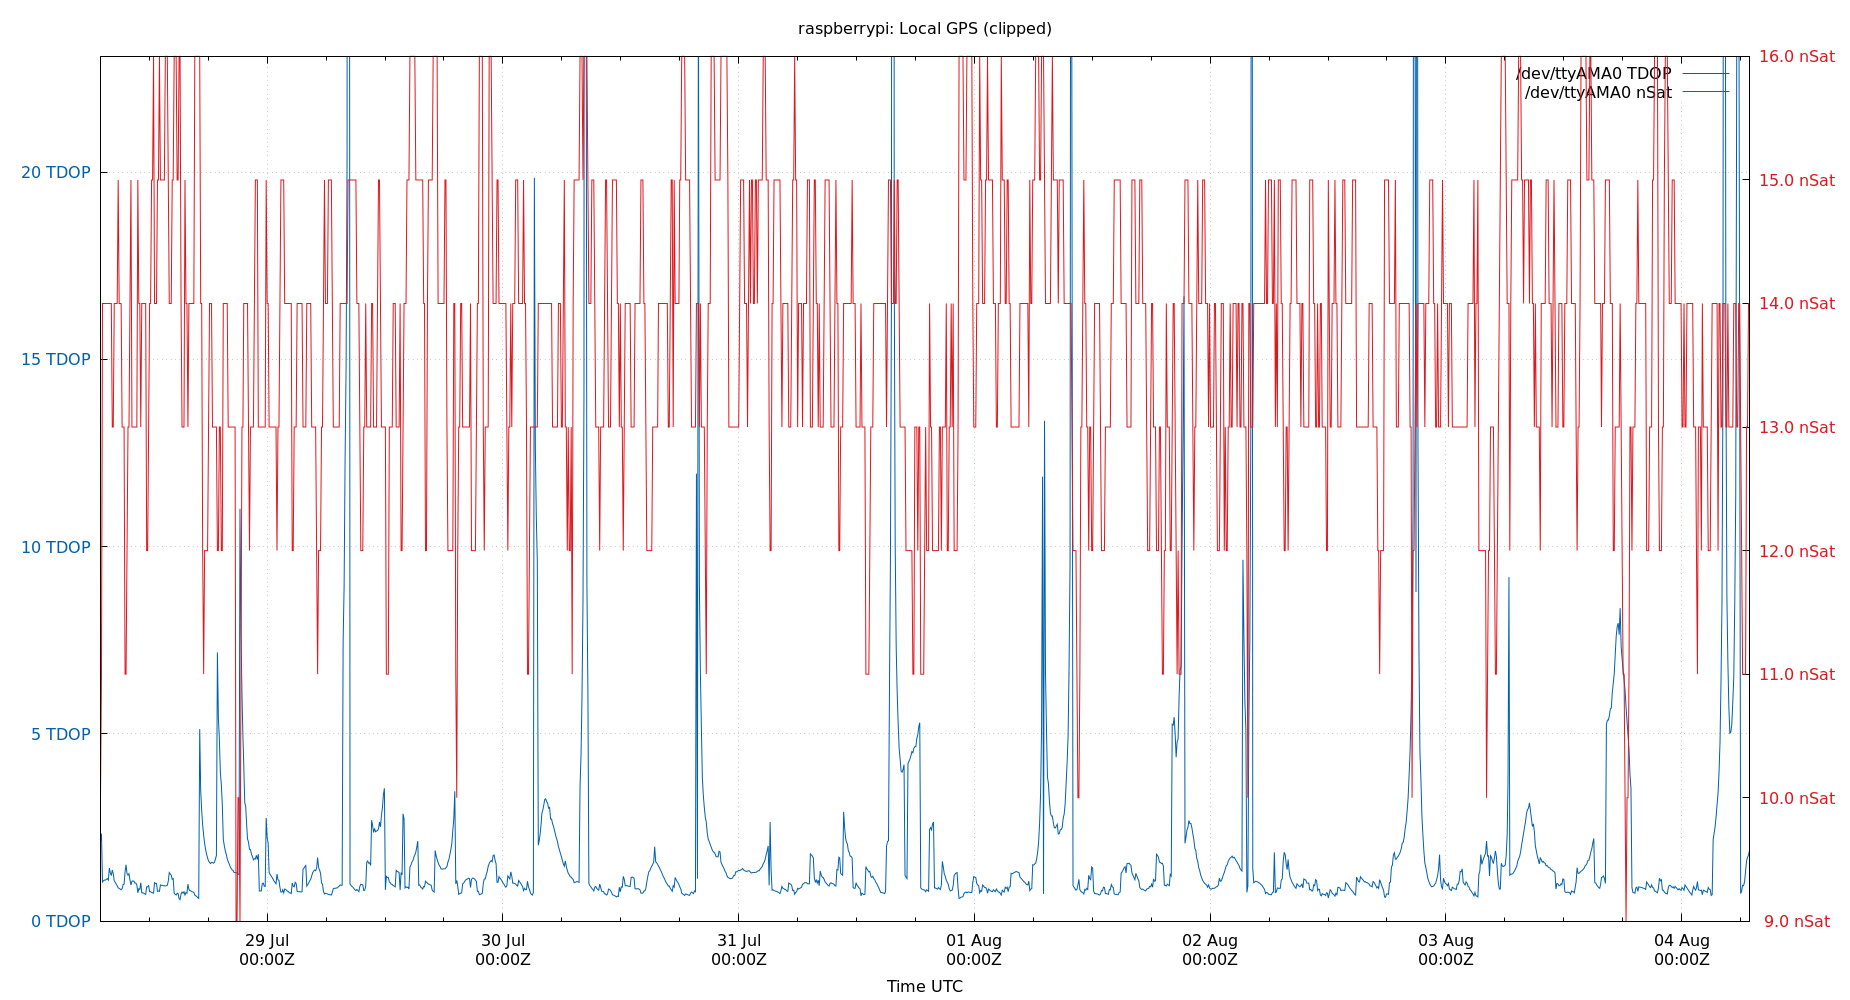 raspberrypi: Local GPS (clipped)
/dev/ttyAMA0 TDOP
/dev/ttyAMA0 nSat
20 TDOP
15 TDOP
10 TDOP
5 TDOP
0 TDOP
16.0 nSat
15.0 nSat
14.0 nSat
13.0 nSat
12.0 nSat
11.0 nSat
10.0 nSat
9.0 nSat
29 Jul
00:00Z
30 Jul
00:00Z
31 Jul
00:00Z
01 Aug
00:00Z
02 Aug
00:00Z
03 Aug
00:00Z
04 Aug
00:00Z
Time UTC